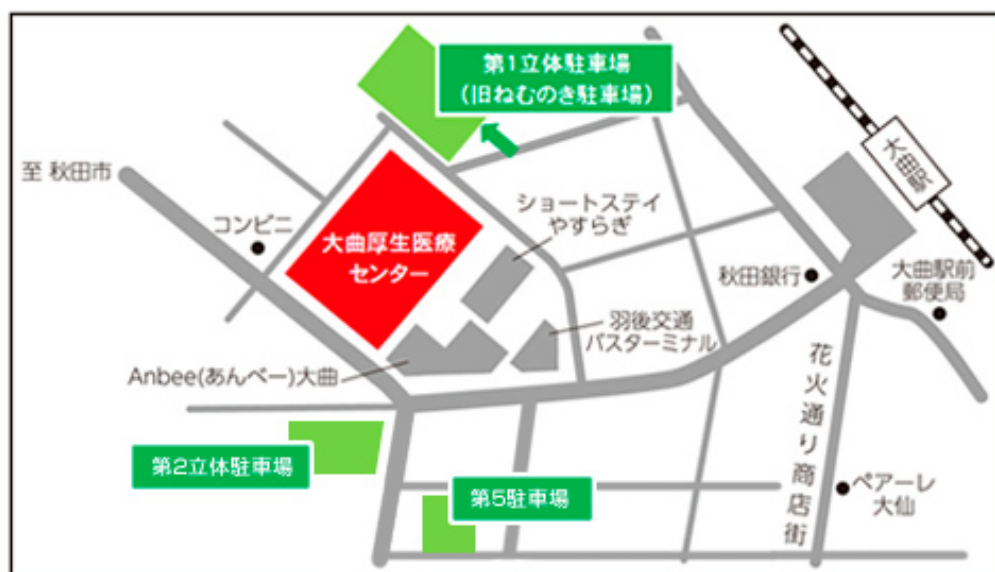 第1立体駐車場
(旧ねむのき駐車場)
至 秋田市
コンビニ
大曲厚生医療
センター
ショートステイ
やすらぎ
大曲駅
秋田銀行
大曲駅前
郵便局
羽後交通
バスターミナル
Anbee(あんべー)大曲
花火通り商店街
第2立体駐車場
第5駐車場
ペアーレ
大仙